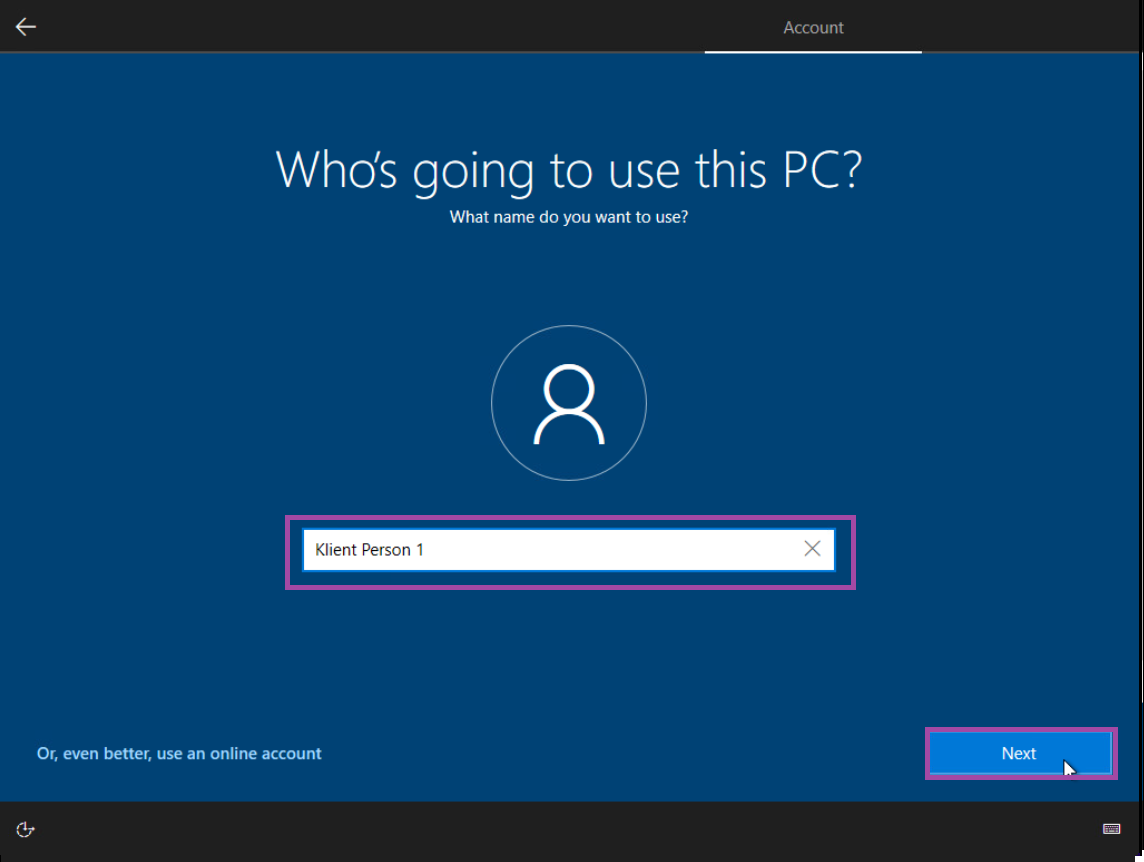 Account
Who's going to use this PC?
What name do you want to use?
Klient Person 1
Or, even better, use an online account
Next